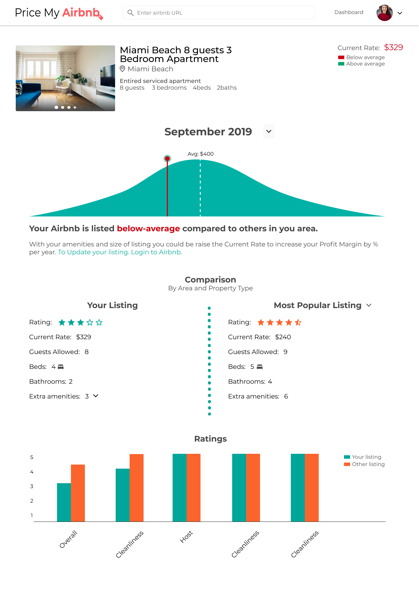 Price My Airbnb
Enter airbnb URL
Dashboard
Miami Beach 8 guests 3
Bedroom Apartment
Miami Beach
Entired serviced apartment
8 guests 3 bedrooms 4beds 2baths
Current Rate: $329
Below average
Above average
September 2019
Avg: $400
Your Airbnb is listed below-average compared to others in you area.
With your amenities and size of listing you could be raise the Current Rate to increase your Profit Margin by %
per year. To Update your listing. Login to Airbnb.
Comparison
By Area and Property Type
Your Listing
Rating:
Current Rate: $329
Guests Allowed: 8
Beds: 4
Bathrooms: 2
Extra amenities: 3
Most Popular Listing
Rating:
Current Rate: $240
Guests Allowed: 9
Beds: 5
Bathrooms: 4
Extra amenities: 6
Ratings
5
4
3
2
1
Your listing
Other listing
Overall
Cleanliness
Host
Cleanliness
Cleanliness